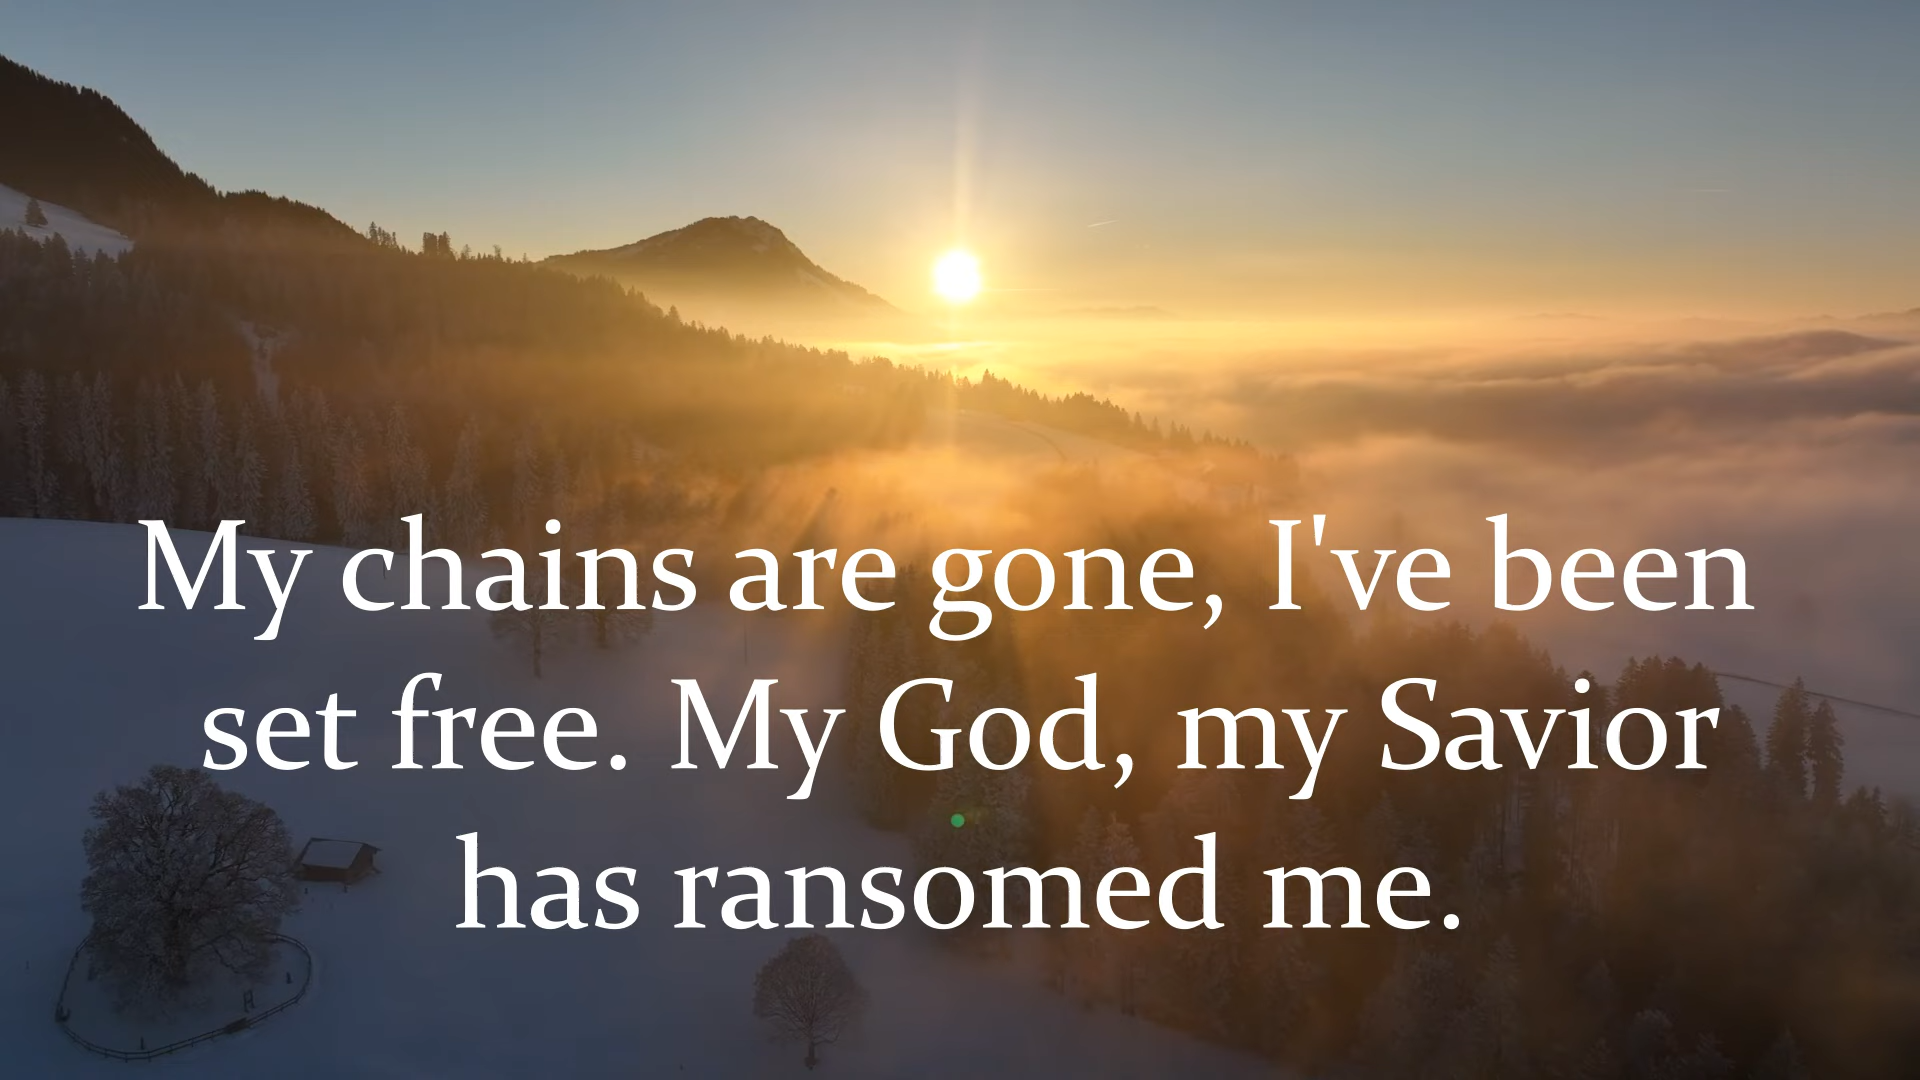 My chains are gone, I've been
set free. My God, my Savior
has ransomed me.